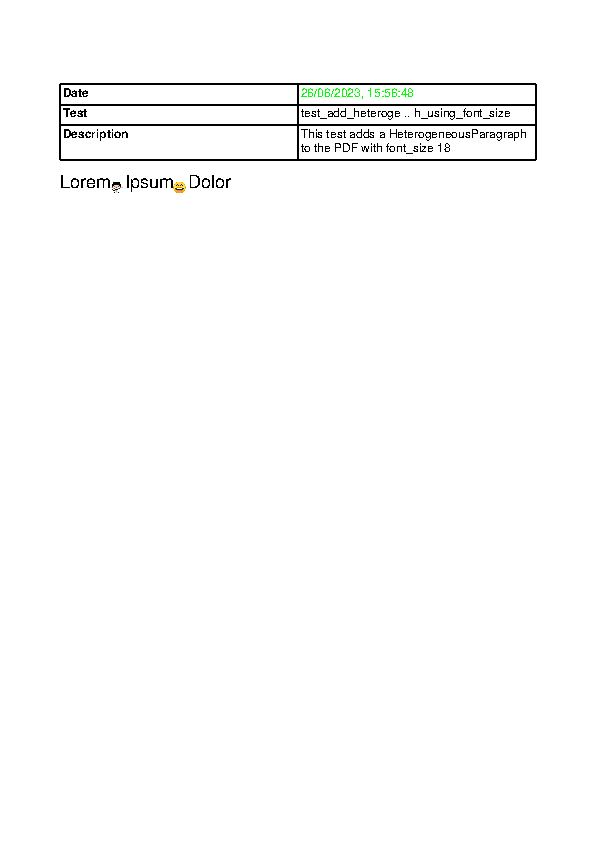 Date 26/06/2023, 15:56:48
Test test_add_heteroge .. h_using_font_size
Description This test adds a HeterogeneousParagraph
to the PDF with font_size 18
Lorem Ipsum Dolor